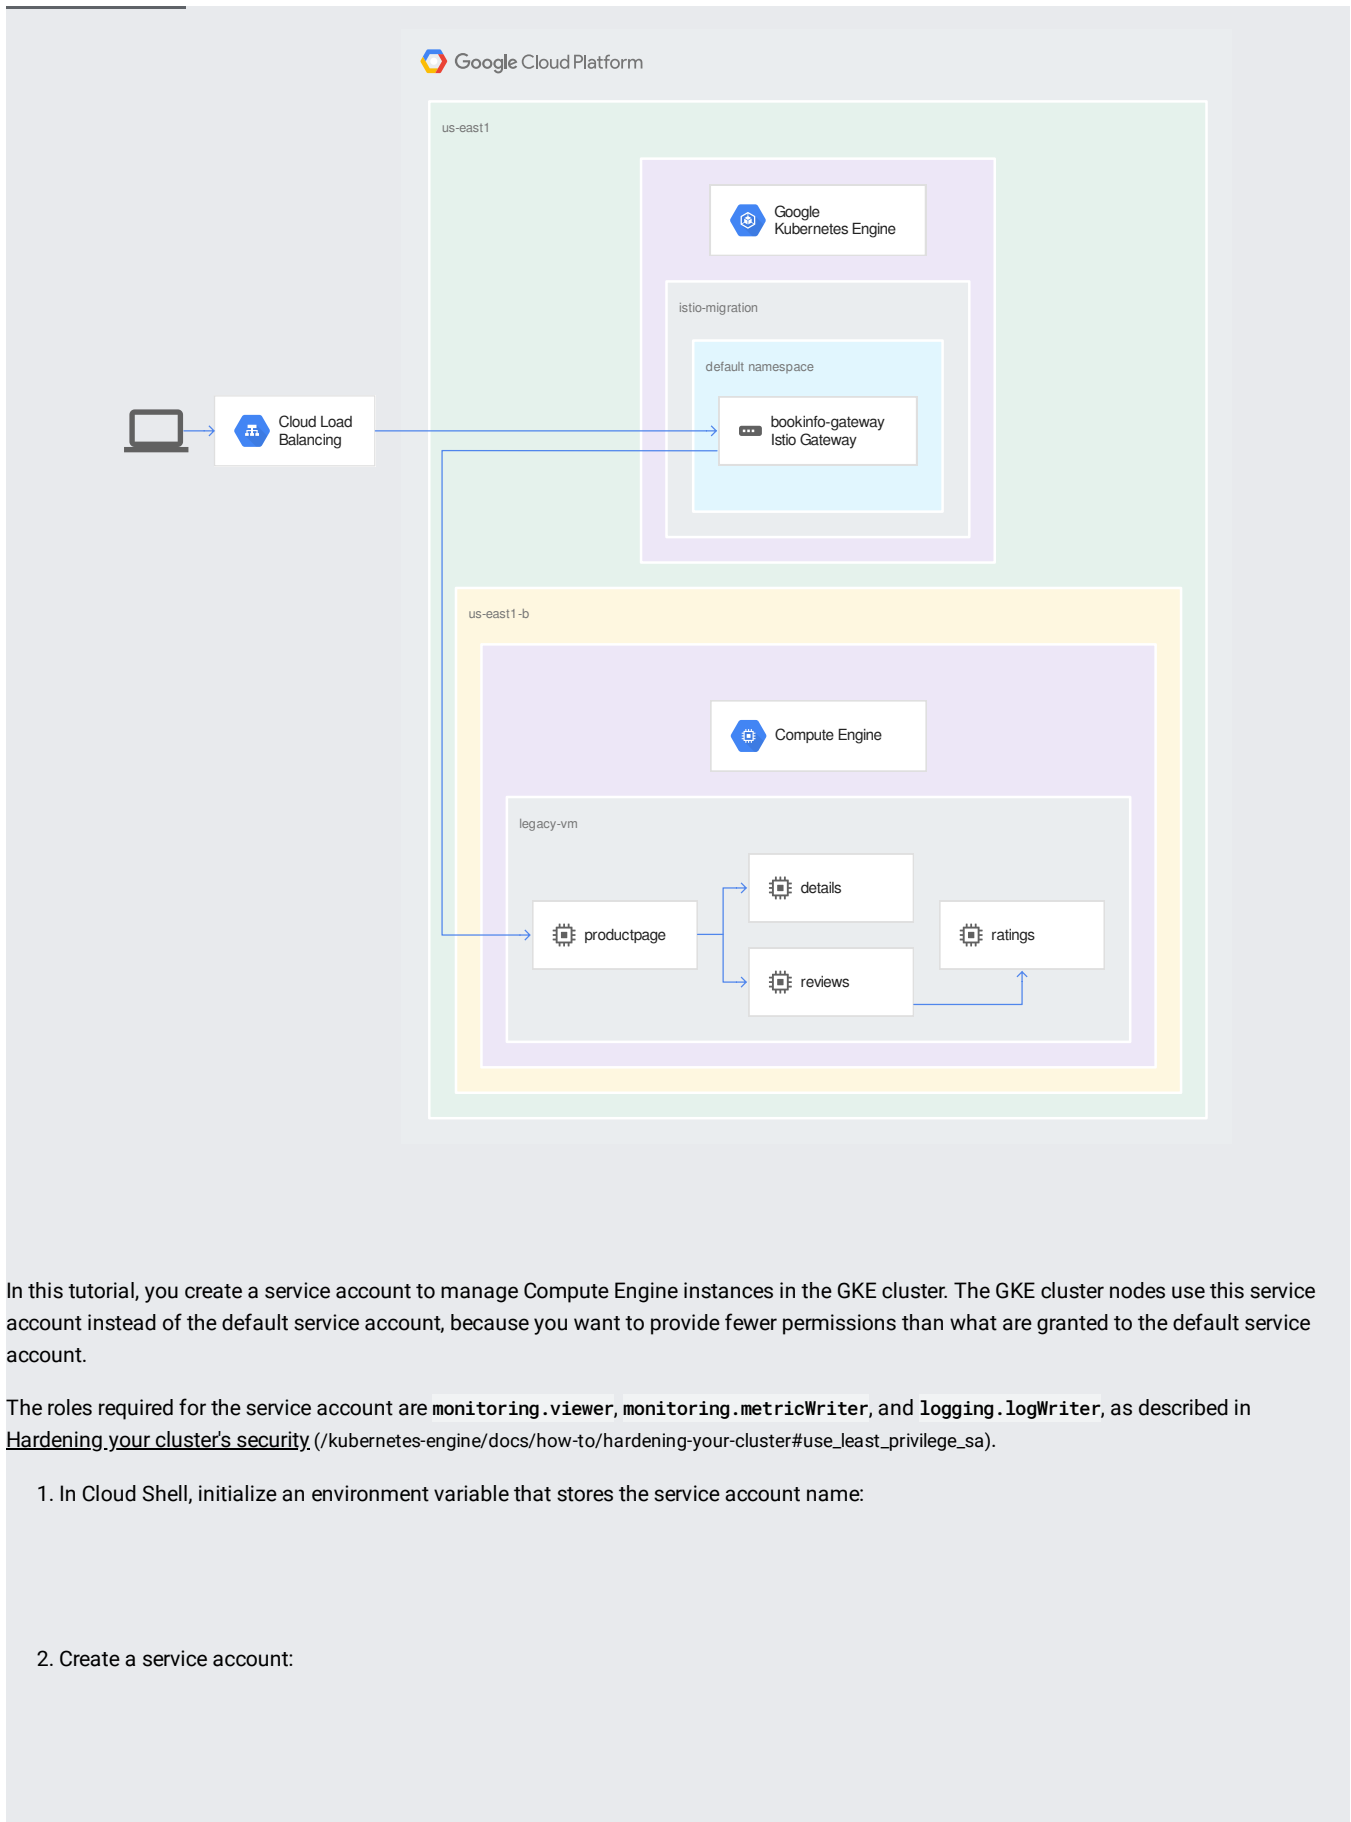 Google Cloud Platform
us-east1
Google
Kubernetes Engine
istio-migration
default namespace
Cloud Load
Balancing
bookinfo-gateway
Istio Gateway
us-east1-b
Compute Engine
legacy-vm
details
productpage
ratings
reviews
In this tutorial, you create a service account to manage Compute Engine instances in the GKE cluster. The GKE cluster nodes use this service
account instead of the default service account, because you want to provide fewer permissions than what are granted to the default service
account.
The roles required for the service account are monitoring.viewer, monitoring.metricWriter, and logging.logWriter, as described in
Hardening your cluster's security (/kubernetes-engine/docs/how-to/hardening-your-cluster#use_least_privilege_sa).
1. In Cloud Shell, initialize an environment variable that stores the service account name:
2. Create a service account: